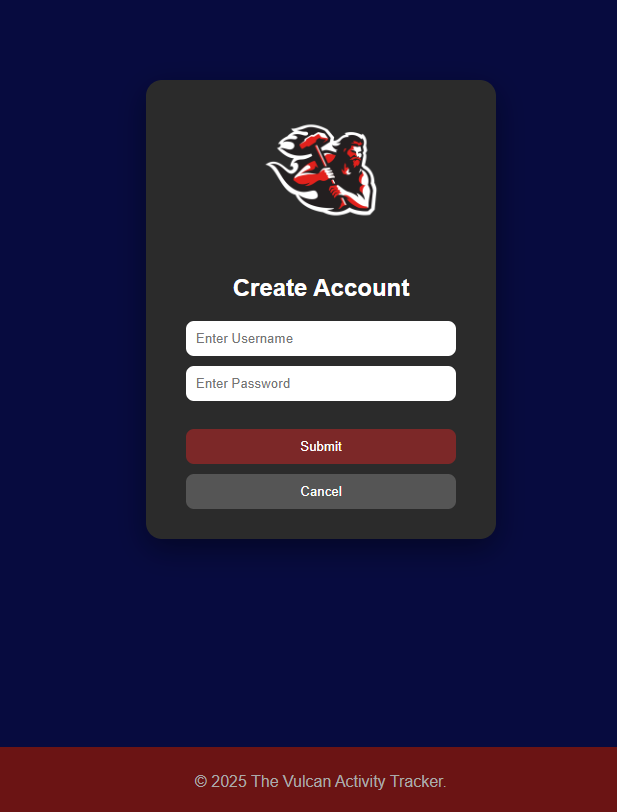 Create Account
Enter Username
Enter Password
Submit
Cancel
© 2025 The Vulcan Activity Tracker.